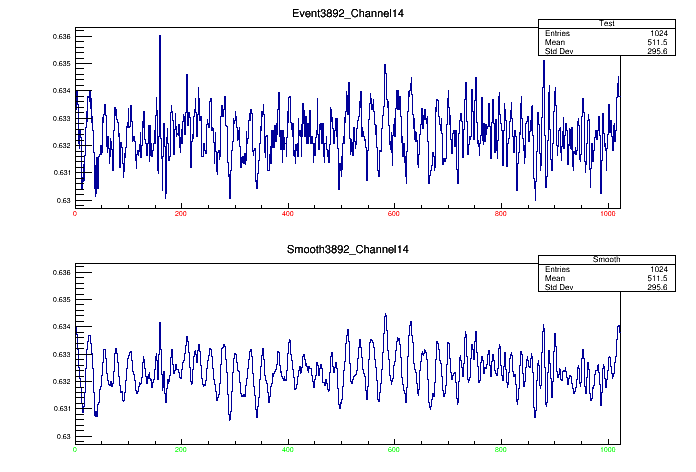 Event3892_Channel14
Test
Entries 1024
Mean 511.5
Std Dev 295.6
0.636
0.635
0.634
0.633
0.632
0.631
0.63
0 200 400 600 800 1000
Smooth3892_Channel14
Smooth
Entries 1024
Mean 511.5
Std Dev 295.6
0.636
0.635
0.634
0.633
0.632
0.631
0.63
0 200 400 600 800 1000